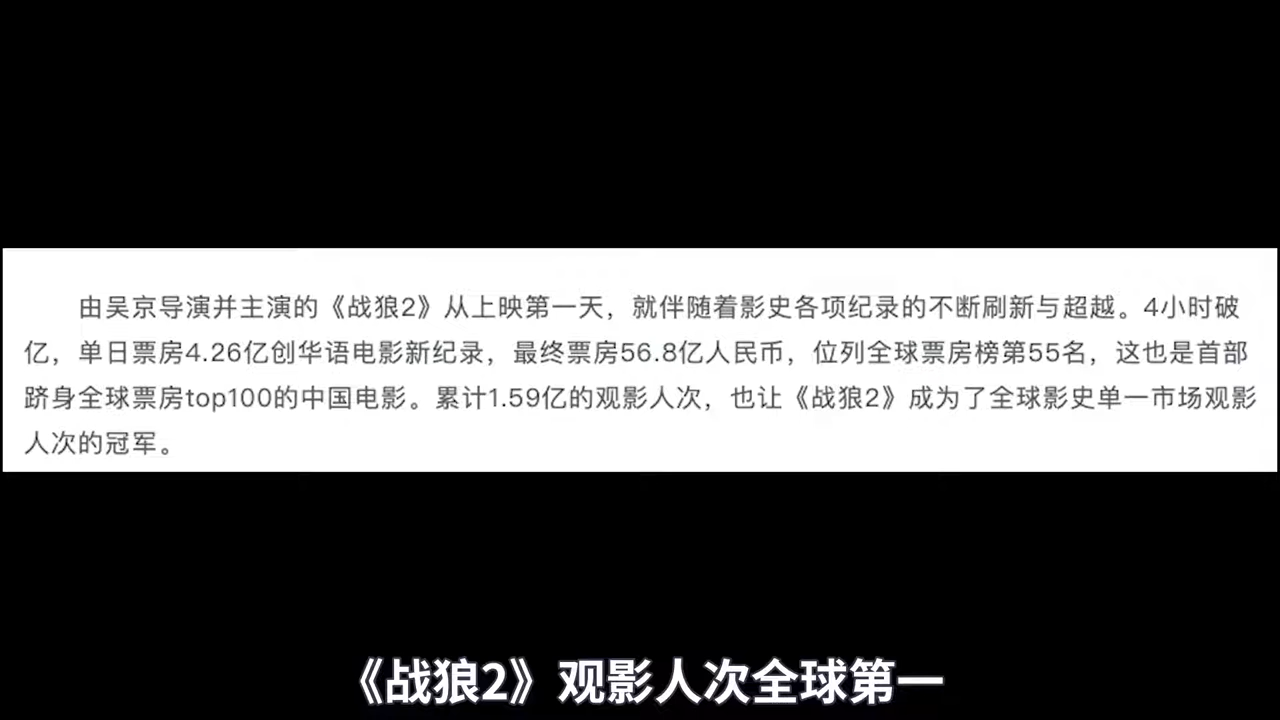 由吴京导演并主演的《战狼2》从上映第一天，就伴随着影史各项纪录的不断刷新与超越。4小时破
亿，单日票房4.26亿创华语电影新纪录，最终票房56.8亿人民币，位列全球票房榜第55名，这也是首部
跻身全球票房top100的中国电影。累计1.59亿的观影人次，也让《战狼2》成为了全球影史单一市场观影
人次的冠军。
《战狼2》观影人次全球第一